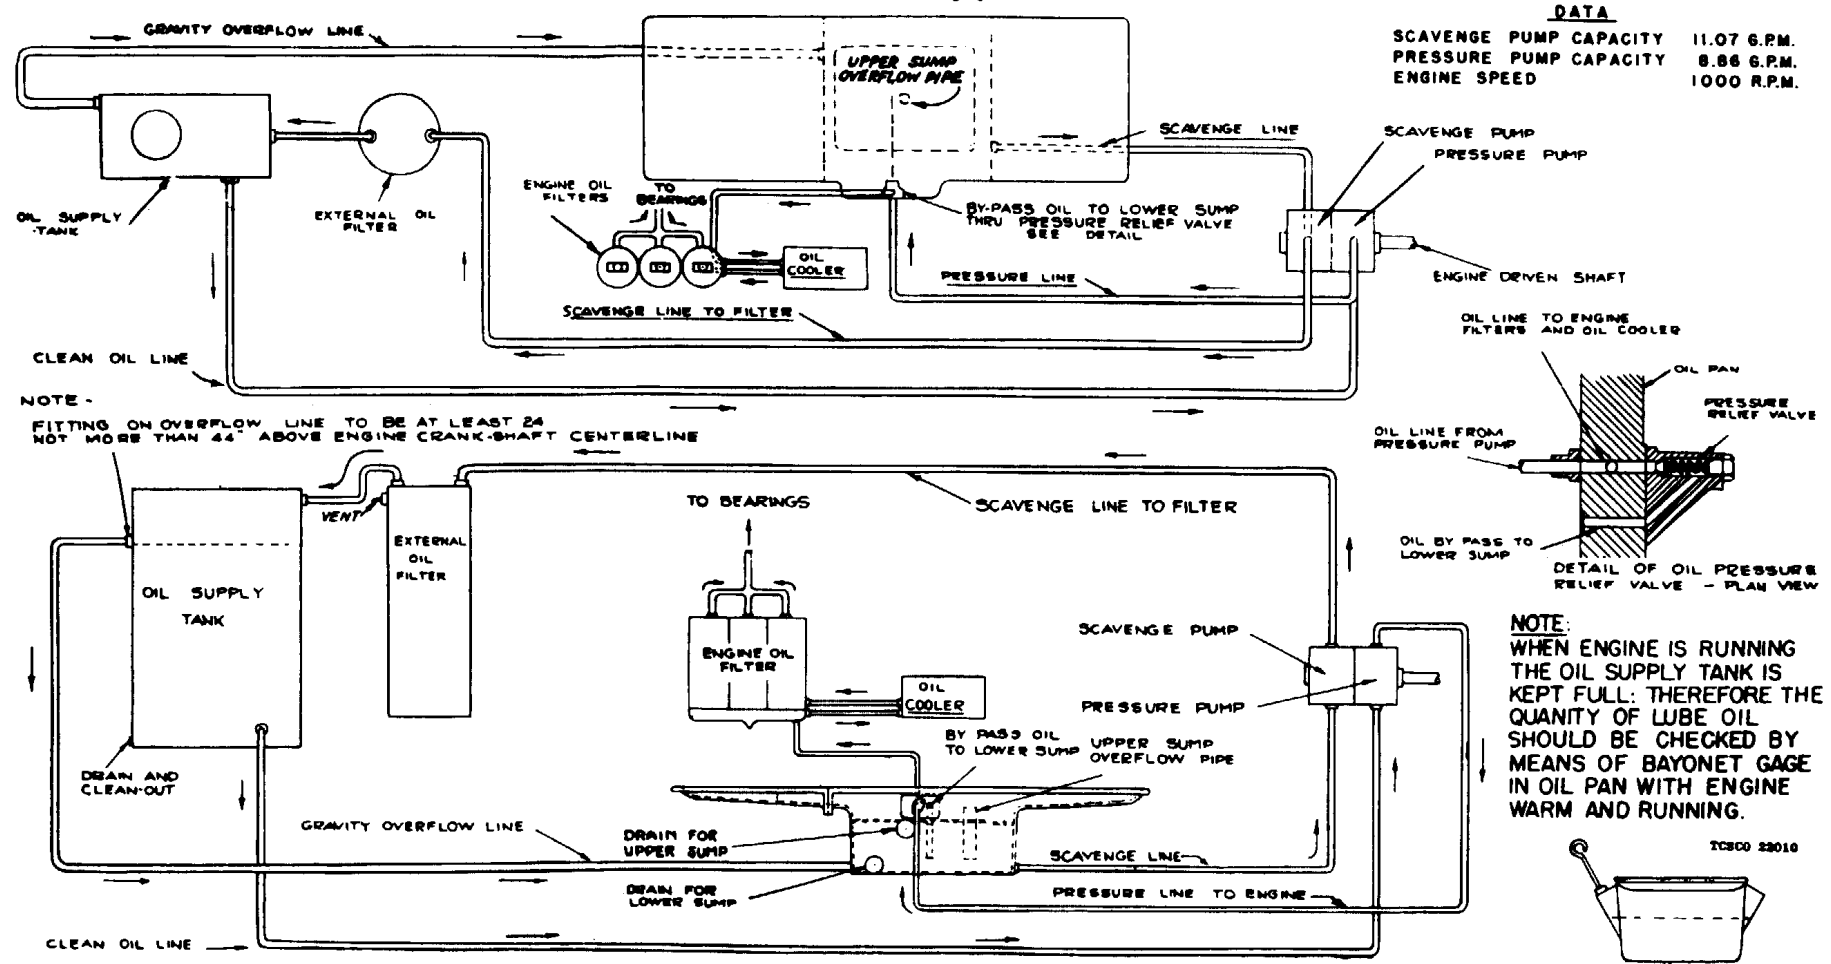 GRAVITY OVERFLOW LINE
UPPER SUMP
OVERFLOW PIPE
DATA
SCAVENGE PUMP CAPACITY 11.07 G.P.M.
PRESSURE PUMP CAPACITY 8.86 G.P.M.
ENGINE SPEED 1000 R.P.M.
SCAVENGE LINE
SCAVENGE PUMP
PRESSURE PUMP
OIL SUPPLY
TANK
EXTERNAL OIL
FILTER
ENGINE OIL
FILTERS
TO
BEARINGS
OIL
COOLER
BY-PASS OIL TO LOWER SUMP
THRU PRESSURE RELIEF VALVE
SEE DETAIL
PRESSURE LINE
ENGINE DRIVEN SHAFT
SCAVENGE LINE TO FILTER
CLEAN OIL LINE
OIL LINE TO ENGINE
FILTERS AND OIL COOLER
OIL PAN
PRESSURE
RELIEF VALVE
OIL LINE FROM
PRESSURE PUMP
OIL BY PASS TO
LOWER SUMP
DETAIL OF OIL PRESSURE
RELIEF VALVE - PLAN VIEW
NOTE -
FITTING ON OVERFLOW LINE TO BE AT LEAST 24
NOT MORE THAN 44" ABOVE ENGINE CRANK-SHAFT CENTERLINE
VENT
EXTERNAL
OIL
FILTER
OIL SUPPLY
TANK
TO BEARINGS
SCAVENGE LINE TO FILTER
ENGINE OIL
FILTER
OIL
COOLER
SCAVENGE PUMP
PRESSURE PUMP
BY PASS OIL
TO LOWER SUMP
UPPER SUMP
OVERFLOW PIPE
DRAIN AND
CLEAN-OUT
GRAVITY OVERFLOW LINE
DRAIN FOR
UPPER SUMP
DRAIN FOR
LOWER SUMP
SCAVENGE LINE
PRESSURE LINE TO ENGINE
CLEAN OIL LINE
NOTE:
WHEN ENGINE IS RUNNING
THE OIL SUPPLY TANK IS
KEPT FULL: THEREFORE THE
QUANITY OF LUBE OIL
SHOULD BE CHECKED BY
MEANS OF BAYONET GAGE
IN OIL PAN WITH ENGINE
WARM AND RUNNING.